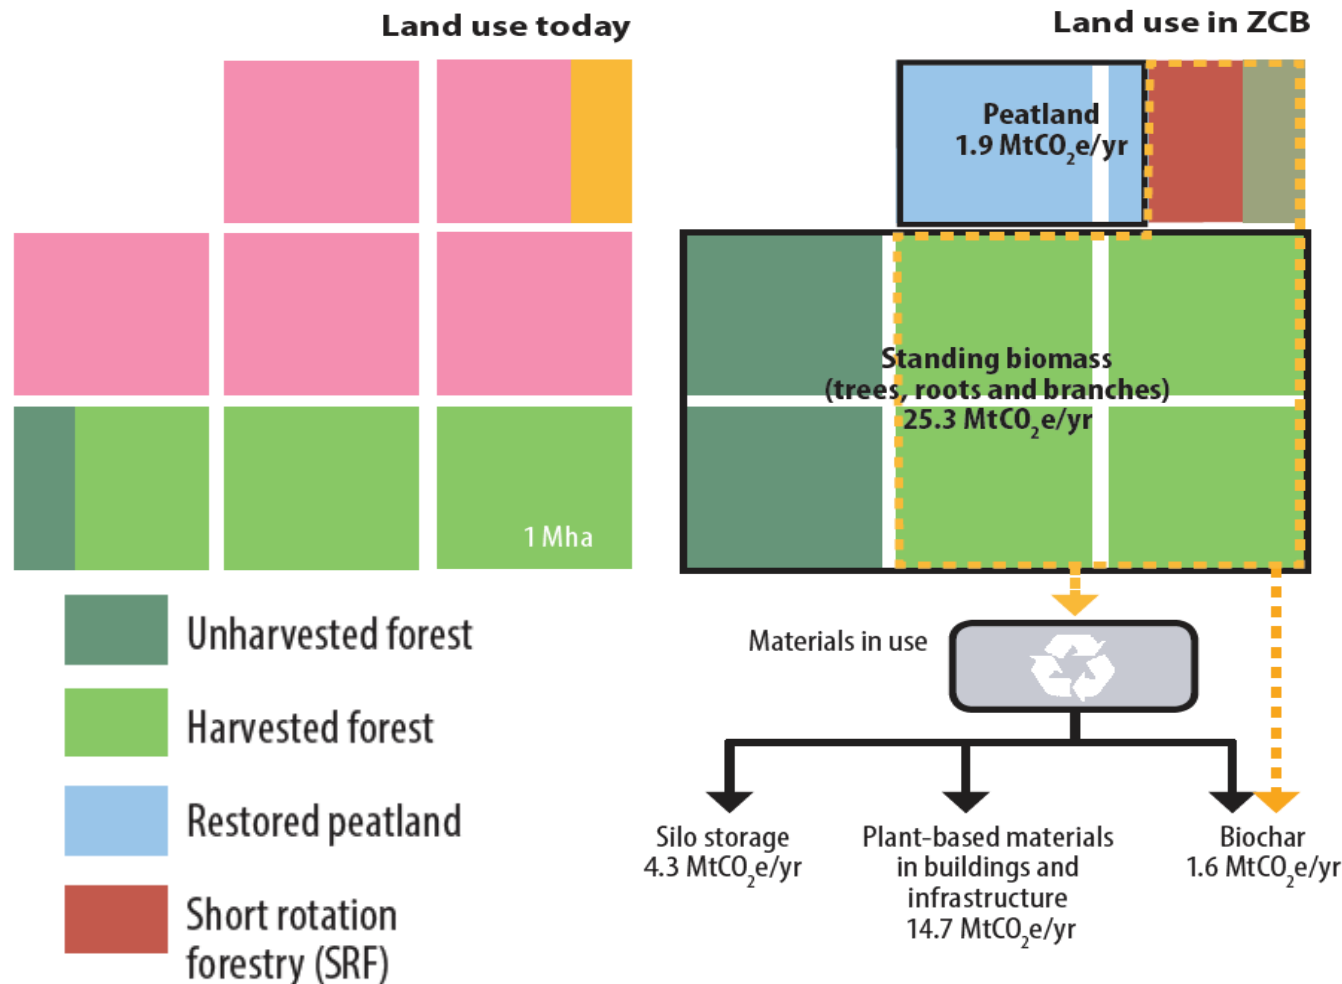 Land use today
Land use in ZCB
Peatland
1.9 MtCO₂e/yr
Standing biomass
(trees, roots and branches)
25.3 MtCO₂e/yr
1 Mha
Unharvested forest
Harvested forest
Restored peatland
Short rotation
forestry (SRF)
Materials in use
Silo storage
4.3 MtCO₂e/yr
Plant-based materials
in buildings and
infrastructure
14.7 MtCO₂e/yr
Biochar
1.6 MtCO₂e/yr